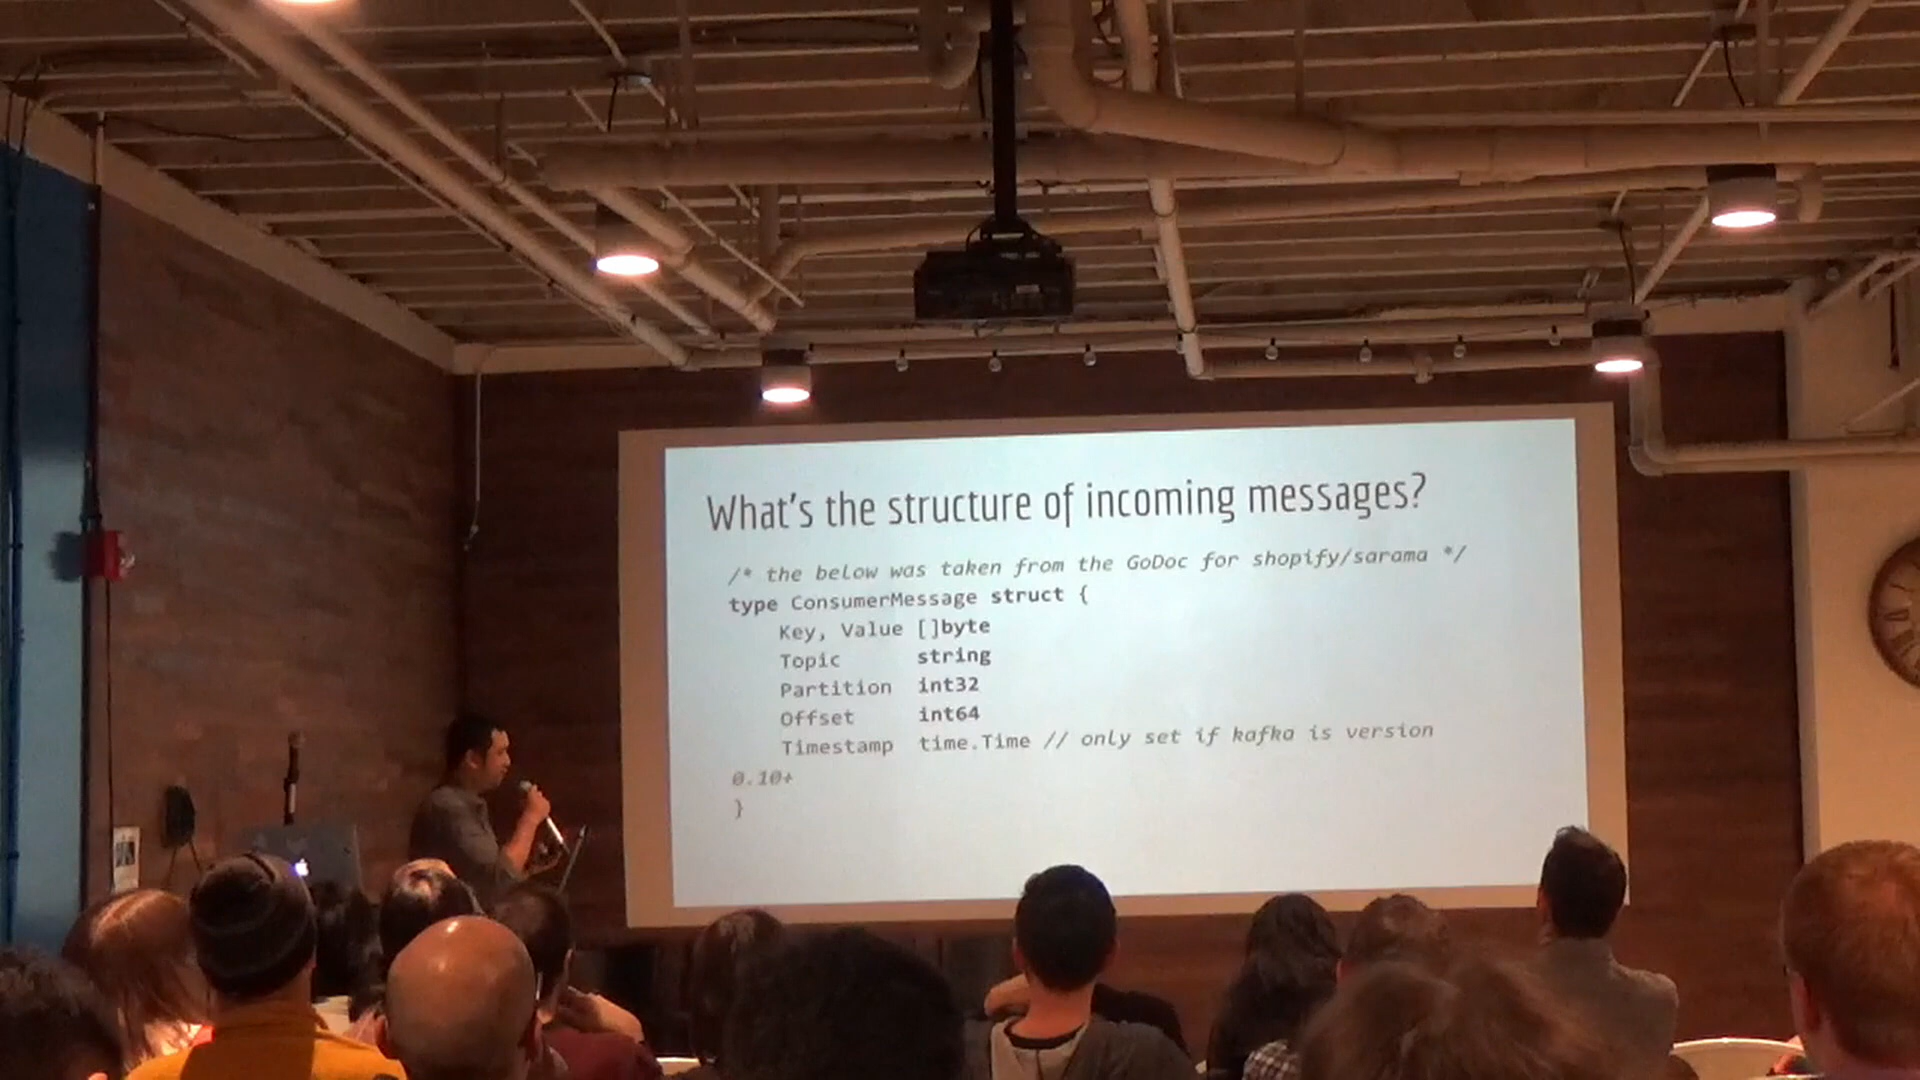 What's the structure of incoming messages?
/* the below was taken from the GoDoc for shopify/sarama */
type ConsumerMessage struct {
Key, Value []byte
Topic string
Partition int32
Offset int64
Timestamp time.Time // only set if kafka is version
0.10+
}